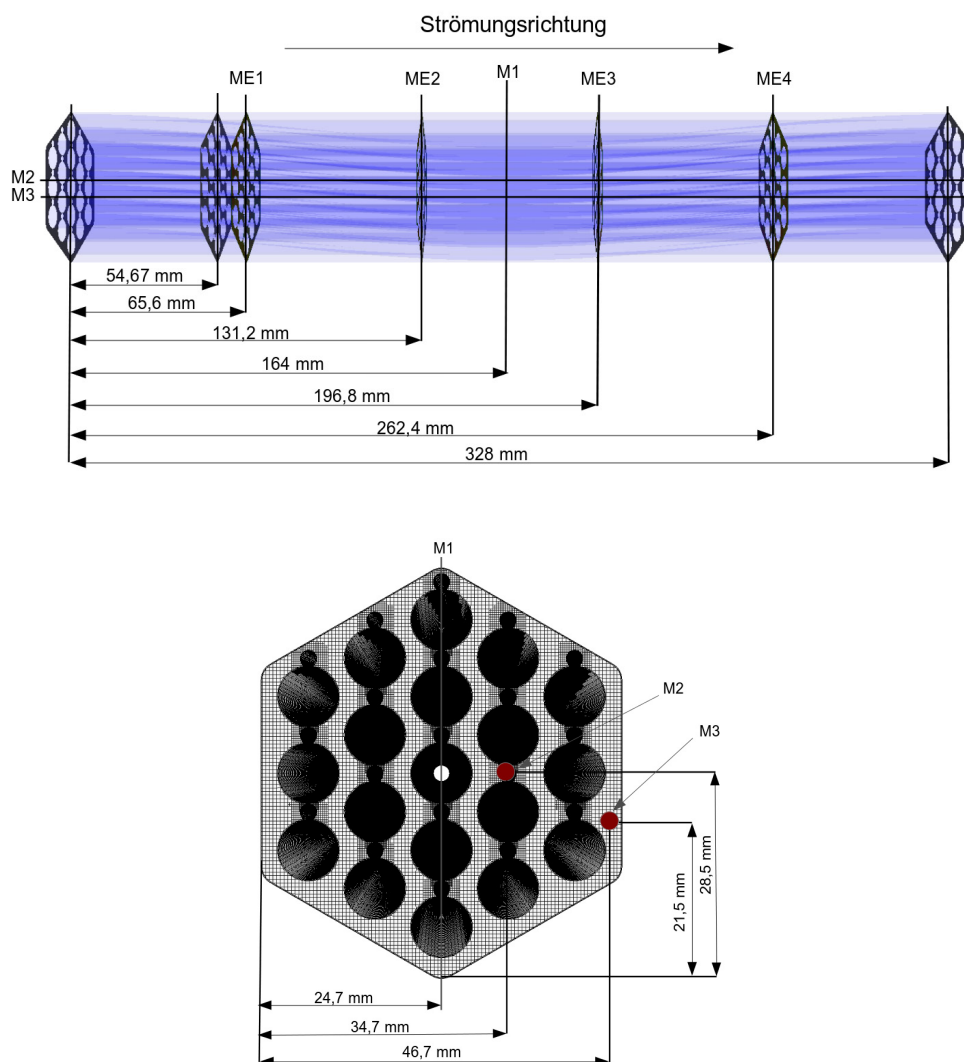 Strömungsrichtung
ME1
ME2
M1
ME3
ME4
M2
M3
54,67 mm
65,6 mm
131,2 mm
164 mm
196,8 mm
262,4 mm
328 mm
M1
M2
M3
21,5 mm
28,5 mm
24,7 mm
34,7 mm
46,7 mm